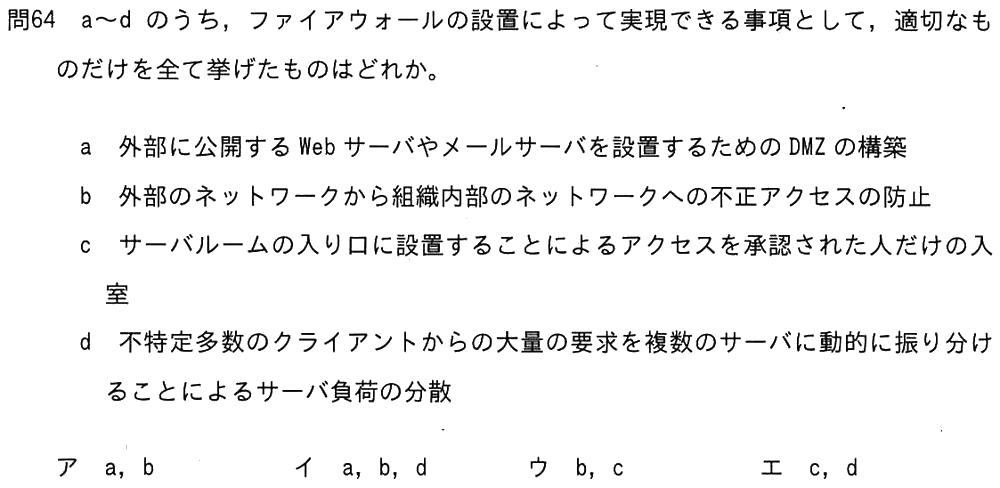 問64 a～d のうち，ファイアウォールの設置によって実現できる事項として，適切なも
のだけを全て挙げたものはどれか。
a 外部に公開する Web サーバやメールサーバを設置するための DMZ の構築
b 外部のネットワークから組織内部のネットワークへの不正アクセスの防止
c サーバルームの入り口に設置することによるアクセスを承認された人だけの入
室
d 不特定多数のクライアントからの大量の要求を複数のサーバに動的に振り分け
ることによるサーバ負荷の分散
ア a，b イ a，b，d ウ b，c エ c，d